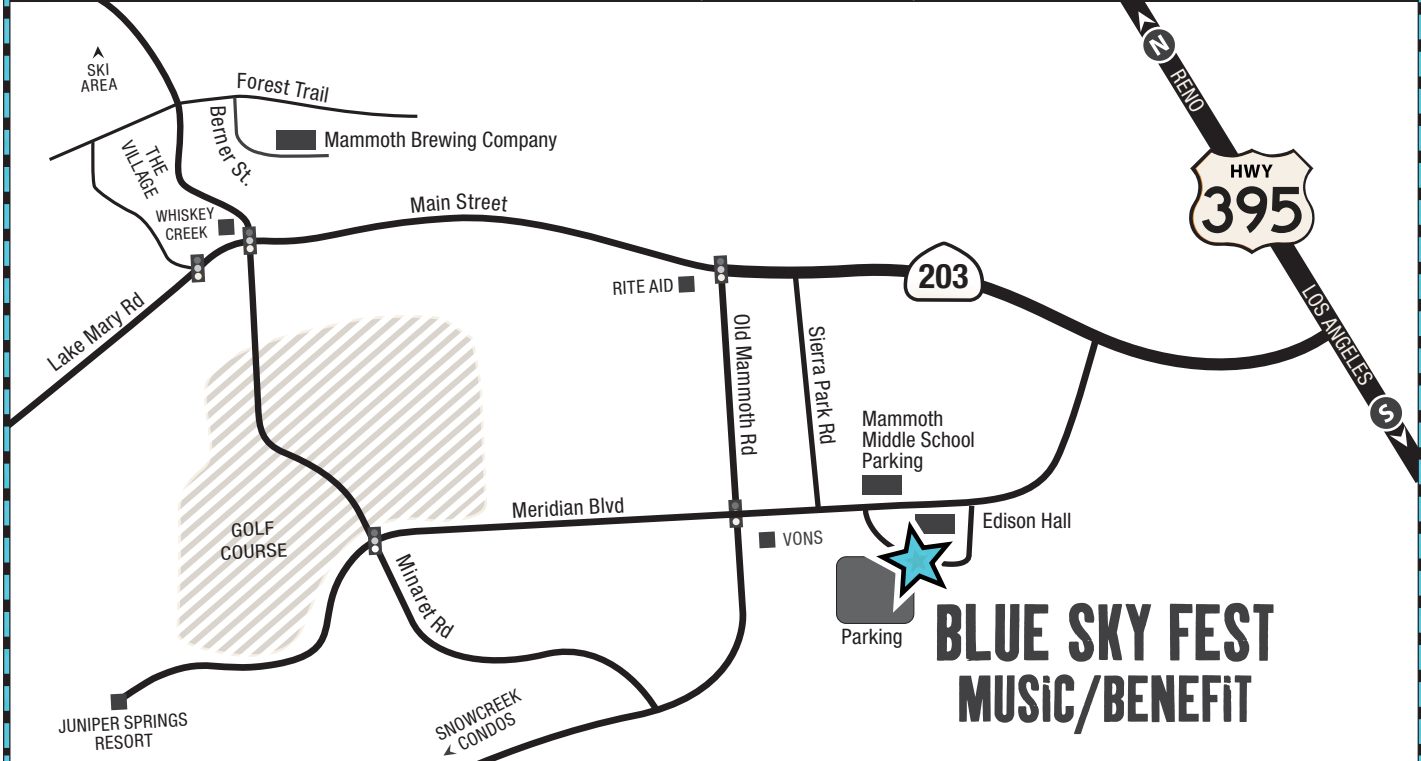 SKI
AREA
Forest Trail
Berner St.
Mammoth Brewing Company
THE
VILLAGE
WHISKEY
CREEK
Main Street
Lake Mary Rd
RITE AID
203
N
RENO
HWY
395
LOS ANGELES
S
Old Mammoth Rd
Sierra Park Rd
Mammoth
Middle School
Parking
Meridian Blvd
VONS
Edison Hall
GOLF
COURSE
Minaret Rd
Parking
BLUE SKY FEST
MUSiC/BENEFiT
JUNIPER SPRINGS
RESORT
SNOWCREEK
CONDOS